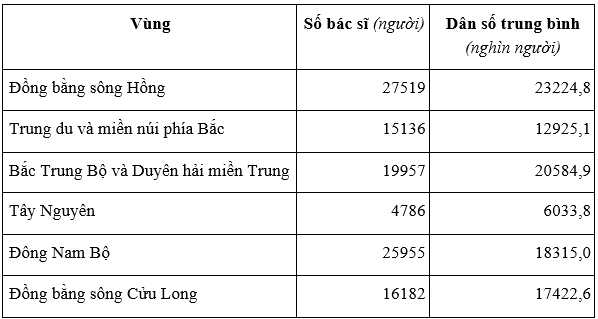 Vùng Số bác sĩ (người) Dân số trung bình
(nghìn người)
Đồng bằng sông Hồng 27519 23224,8
Trung du và miền núi phía Bắc 15136 12925,1
Bắc Trung Bộ và Duyên hải miền Trung 19957 20584,9
Tây Nguyên 4786 6033,8
Đông Nam Bộ 25955 18315,0
Đồng bằng sông Cửu Long 16182 17422,6